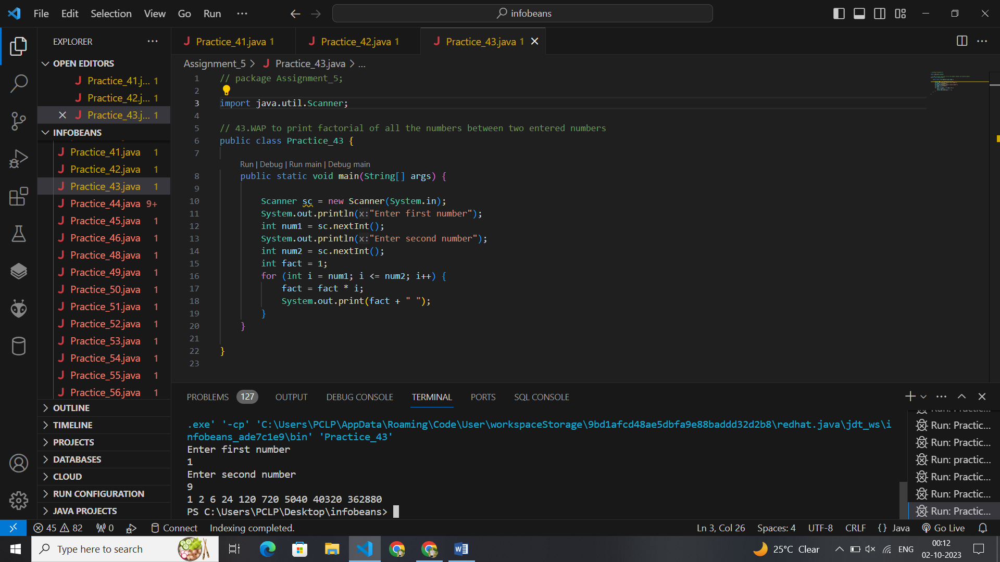 File Edit Selection View Go Run ··· infobeans
EXPLORER ···
OPEN EDITORS
Practice_41.j... 1
Practice_42.j... 1
Practice_43.j... 1
INFOBEANS
Practice_41.java 1
Practice_42.java 1
Practice_43.java 1
Practice_44.java 9+
Practice_45.java 1
Practice_46.java 1
Practice_48.java 1
Practice_49.java 1
Practice_50.java 1
Practice_51.java 1
Practice_52.java 1
Practice_53.java 1
Practice_54.java 1
Practice_55.java 1
Practice_56.java 1
OUTLINE
TIMELINE
PROJECTS
DATABASES
CLOUD
RUN CONFIGURATION
JAVA PROJECTS
Practice_41.java 1 Practice_42.java 1 Practice_43.java 1
Assignment_5 > Practice_43.java > ...
1 // package Assignment_5;
2
3 import java.util.Scanner;
4
5 // 43.WAP to print factorial of all the numbers between two entered numbers
6 public class Practice_43 {
7
Run | Debug | Run main | Debug main
8 public static void main(String[] args) {
9
10 Scanner sc = new Scanner(System.in);
11 System.out.println(x:"Enter first number");
12 int num1 = sc.nextInt();
13 System.out.println(x:"Enter second number");
14 int num2 = sc.nextInt();
15 int fact = 1;
16 for (int i = num1; i <= num2; i++) {
17 fact = fact * i;
18 System.out.print(fact + " ");
19 }
20 }
21
22 }
23
PROBLEMS 127 OUTPUT DEBUG CONSOLE TERMINAL PORTS SQL CONSOLE
.exe' '-cp' 'C:\Users\PCLP\AppData\Roaming\Code\User\workspaceStorage\9bd1afcd48ae5dbfa9e88baddd32d2b8\redhat.java\jdt_ws\i
nfobeans_ade7c1e9\bin' 'Practice_43'
Enter first number
1
Enter second number
9
1 2 6 24 120 720 5040 40320 362880
PS C:\Users\PCLP\Desktop\infobeans>
Run: Practic...
Run: Practic...
Run: practic...
Run: Practic...
Run: Practic...
Run: Practic...
45 82 0 Connect Indexing completed. Ln 3, Col 26 Spaces: 4 UTF-8 CRLF {} Java Go Live
Type here to search 25°C Clear ENG 00:12
02-10-2023